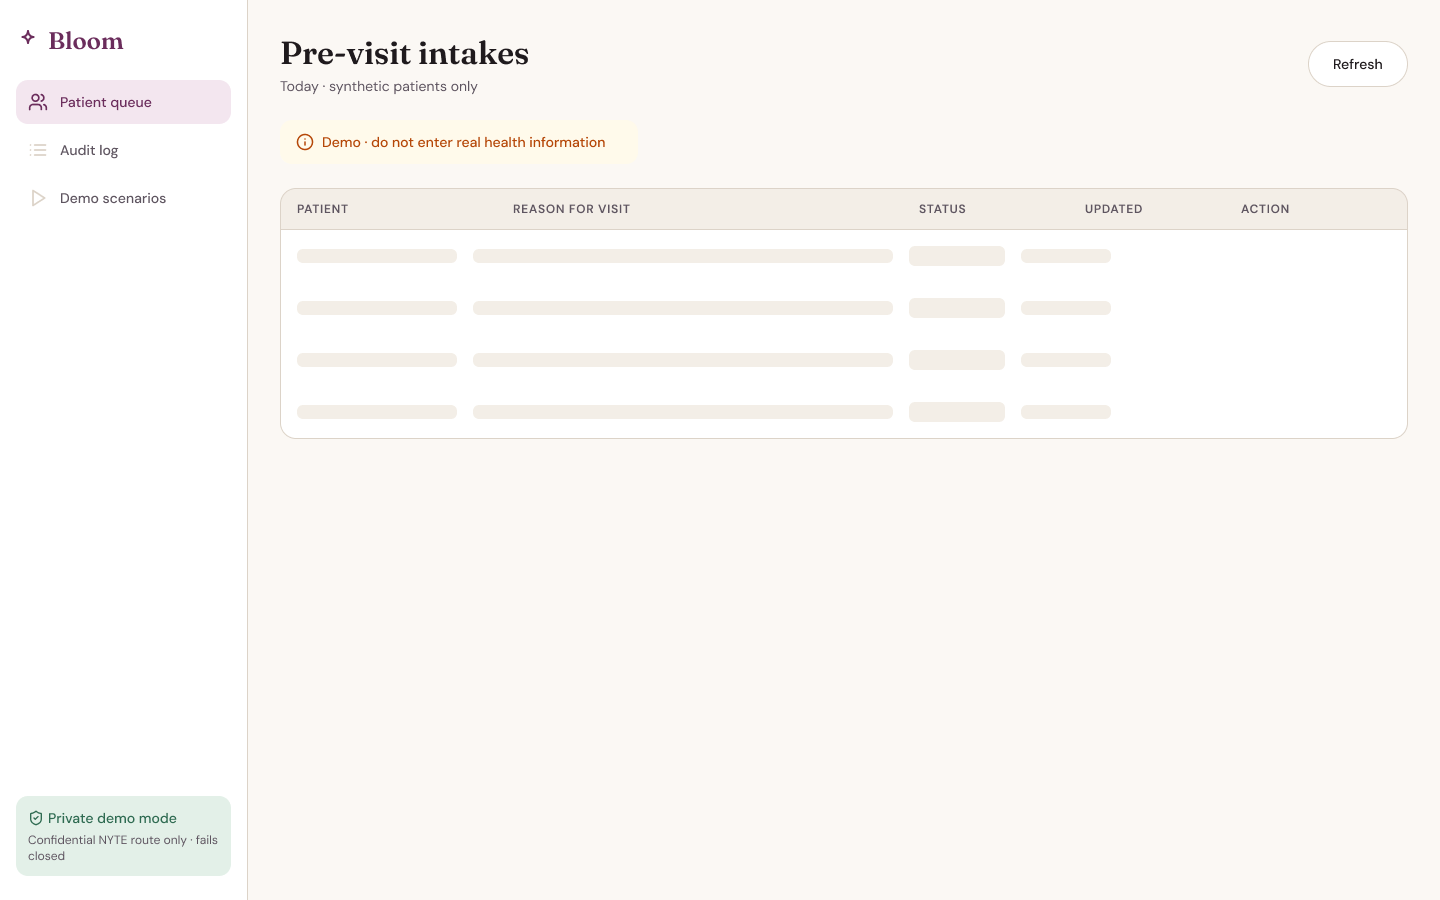 Bloom
Patient queue
Audit log
Demo scenarios
Private demo mode
Confidential NYTE route only · fails
closed
Pre-visit intakes
Today · synthetic patients only
Refresh
Demo · do not enter real health information
PATIENT REASON FOR VISIT STATUS UPDATED ACTION